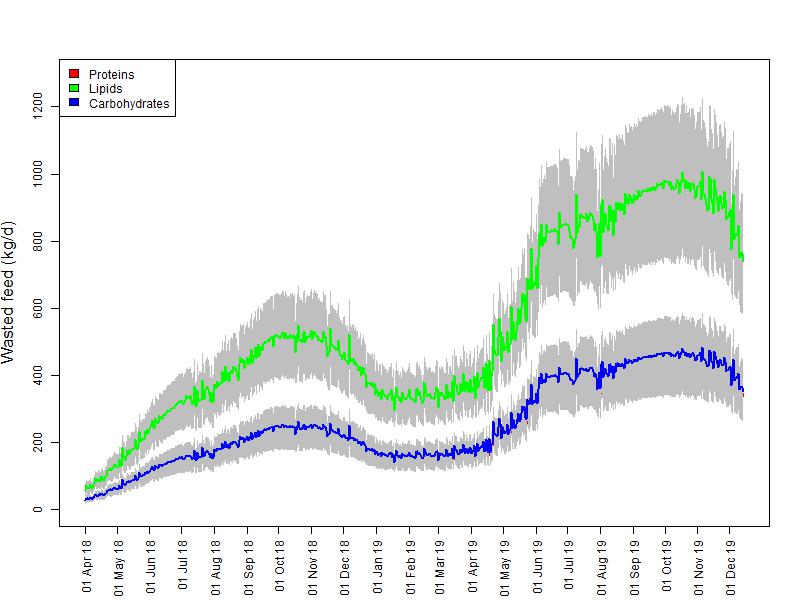 Proteins
Lipids
Carbohydrates
Wasted feed (kg/d)
1200
1000
800
600
400
200
0
01 Apr 18
01 May 18
01 Jun 18
01 Jul 18
01 Aug 18
01 Sep 18
01 Oct 18
01 Nov 18
01 Dec 18
01 Jan 19
01 Feb 19
01 Mar 19
01 Apr 19
01 May 19
01 Jun 19
01 Jul 19
01 Aug 19
01 Sep 19
01 Oct 19
01 Nov 19
01 Dec 19